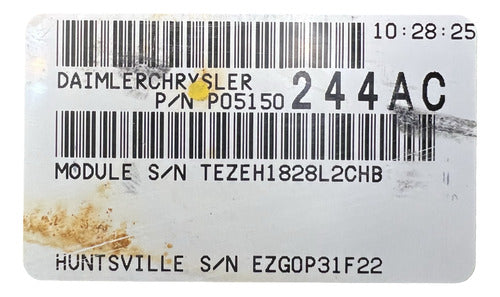 10:28:25
DAIMLERCHRYSLER
P/N P05150 244AC
MODULE S/N TEZEH1828L2CHB
HUNTSVILLE S/N EZGOP31F22